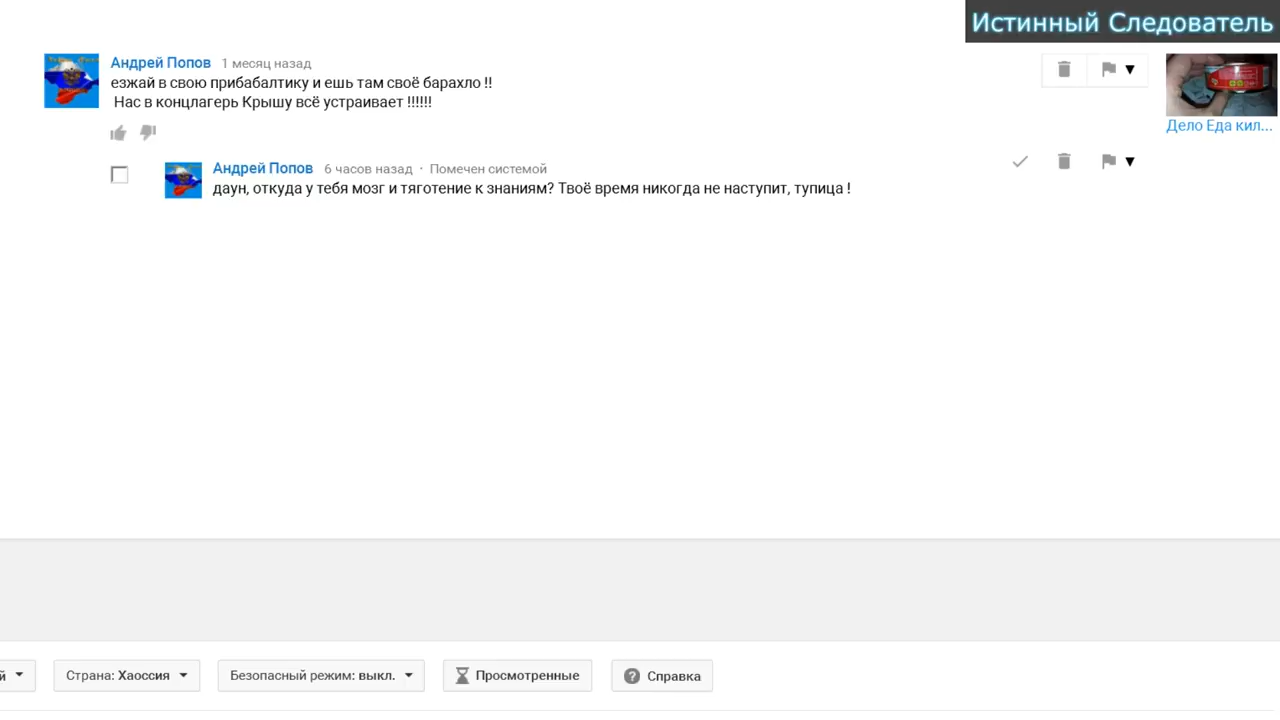 Истинный Следователь
Андрей Попов 1 месяц назад
езжай в свою прибабалтику и ешь там своё барахло !!
Нас в концлагерь Крышу всё устраивает !!!!!!
Дело Еда кил...
Андрей Попов 6 часов назад · Помечен системой
даун, откуда у тебя мозг и тяготение к знаниям? Твоё время никогда не наступит, тупица !
й Страна: Хаоссия Безопасный режим: выкл. Просмотренные Справка